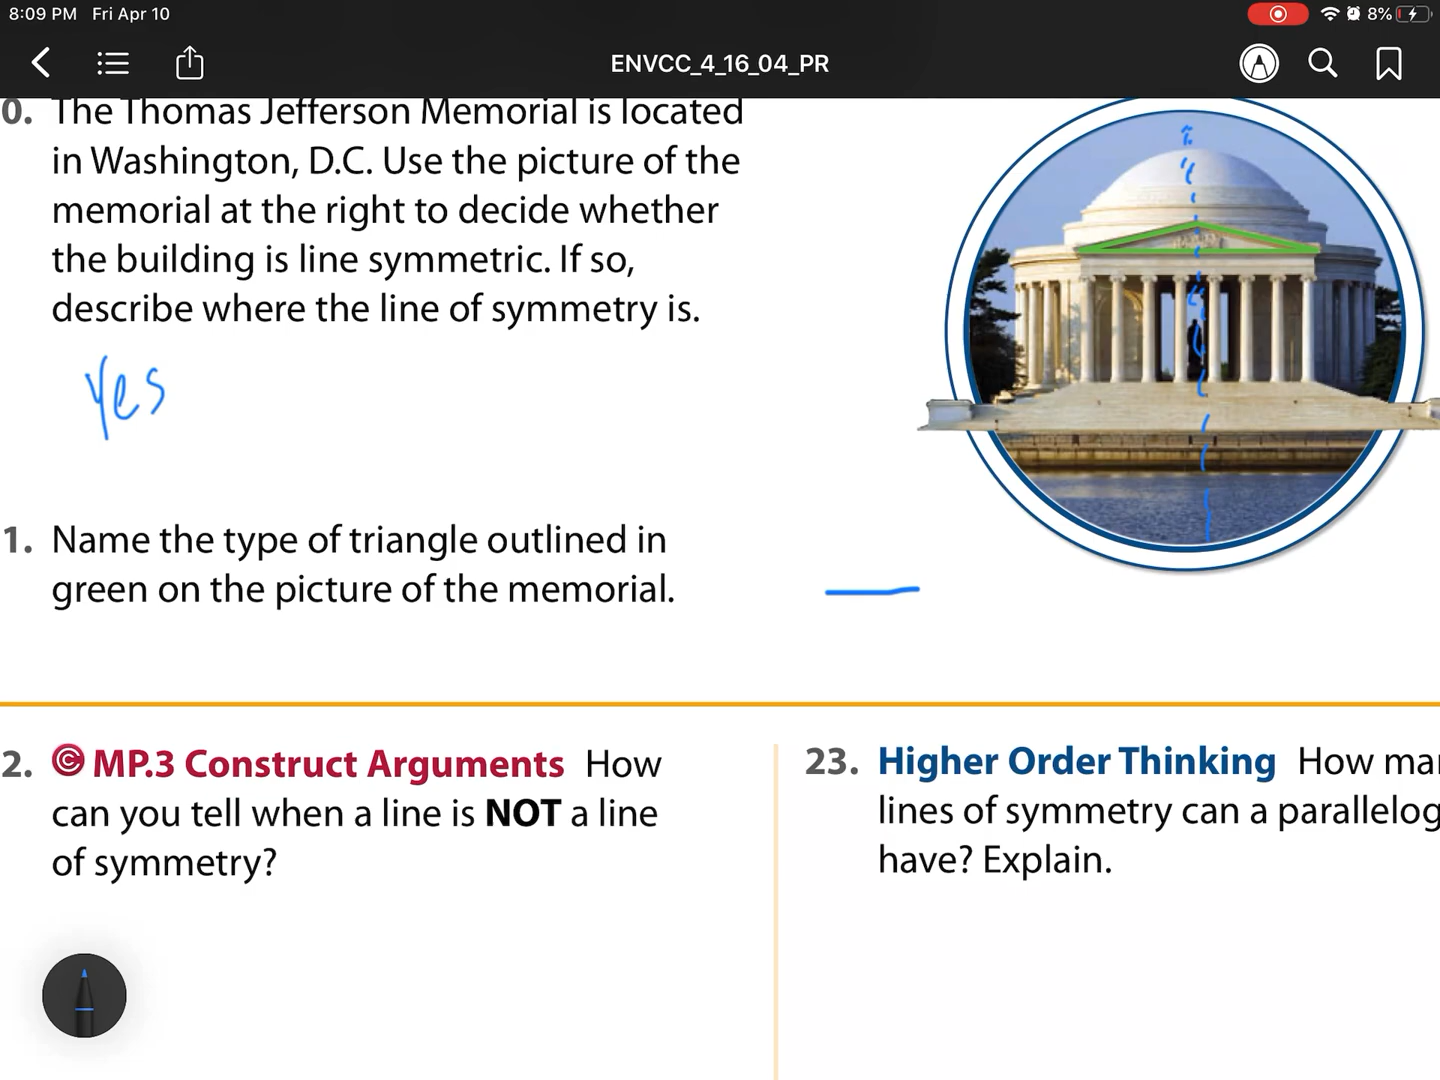 8:09 PM Fri Apr 10
8%
ENVCC_4_16_04_PR
0. The Thomas Jefferson Memorial is located
in Washington, D.C. Use the picture of the
memorial at the right to decide whether
the building is line symmetric. If so,
describe where the line of symmetry is.
Yes
1. Name the type of triangle outlined in
green on the picture of the memorial.
2. MP.3 Construct Arguments How
can you tell when a line is NOT a line
of symmetry?
23. Higher Order Thinking How mar
lines of symmetry can a parallelog
have? Explain.